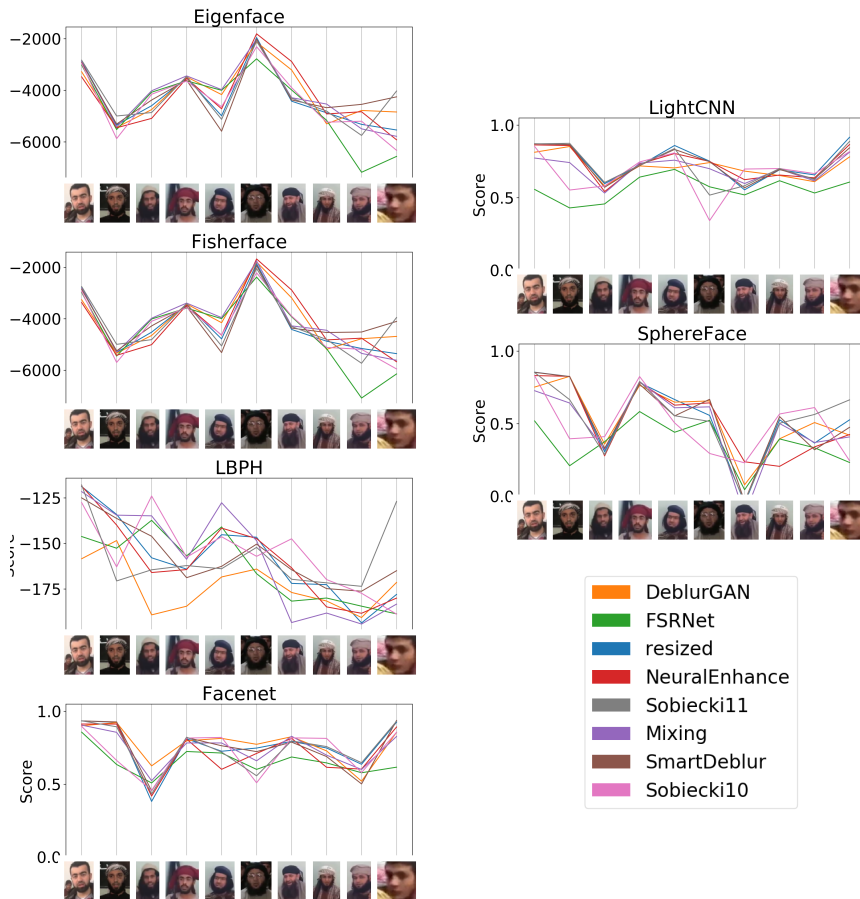 Eigenface
−2000
−4000
−6000
Fisherface
−2000
−4000
−6000
LBPH
−125
−150
−175
Score
Facenet
1.0
0.5
0.0
Score
LightCNN
1.0
0.5
0.0
Score
SphereFace
1.0
0.5
0.0
Score
DeblurGAN
FSRNet
resized
NeuralEnhance
Sobiecki11
Mixing
SmartDeblur
Sobiecki10